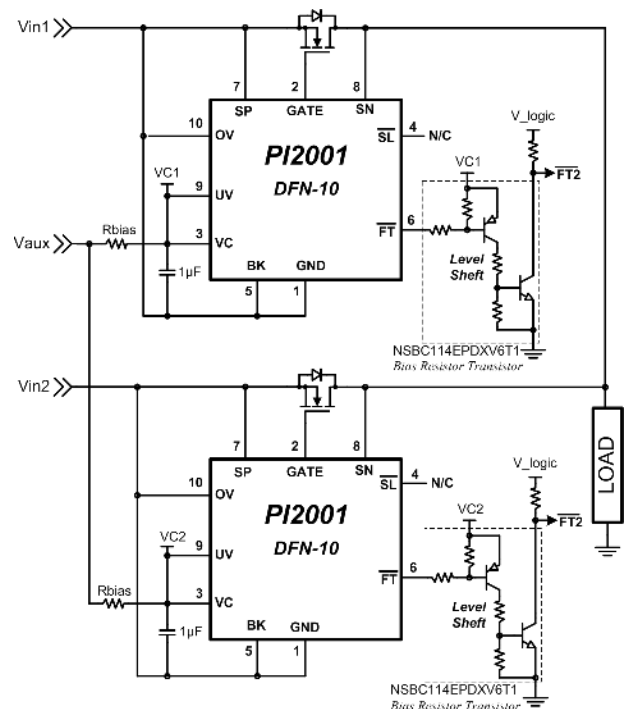 Vin1
7
2
8
SP
GATE
SN
10
OV
SL
4
N/C
V_logic
PI2001
DFN-10
VC1
9
UV
VC1
FT2
Vaux
Rbias
3
VC
FT
6
Level
Sheft
1µF
BK
GND
5
1
NSBC114EPDXV6T1
Bias Resistor Transistor
Vin2
7
2
8
SP
GATE
SN
10
OV
SL
4
N/C
V_logic
LOAD
PI2001
DFN-10
VC2
9
UV
VC2
FT2
Rbias
3
VC
FT
6
Level
Sheft
1µF
BK
GND
5
1
NSBC114EPDXV6T1
Bias Resistor Transistor